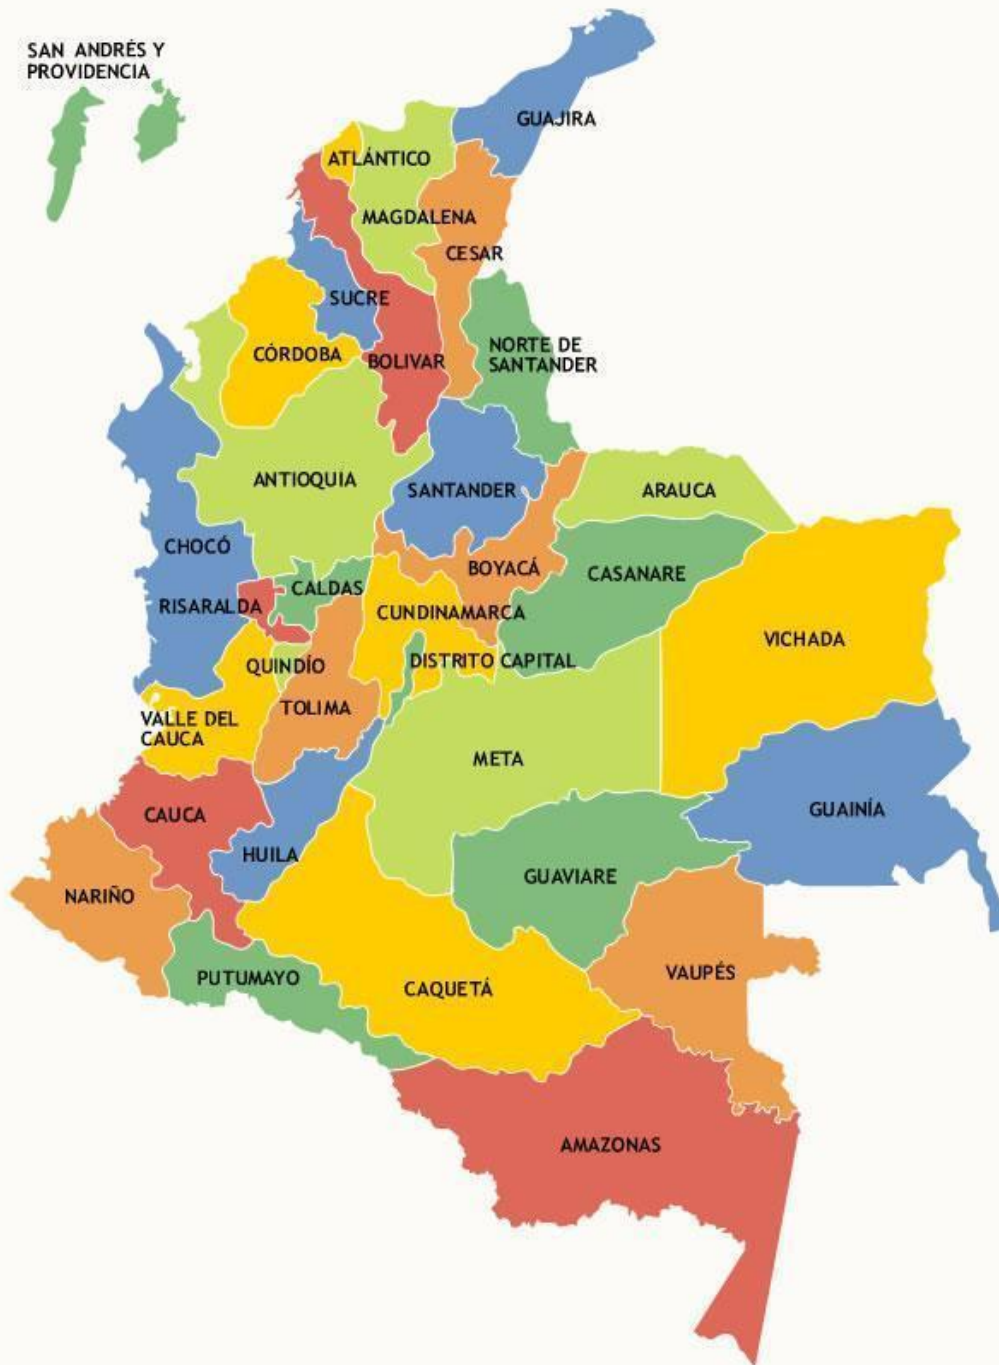 SAN ANDRÉS Y
PROVIDENCIA
GUAJIRA
ATLÁNTICO
MAGDALENA
CESAR
SUCRE
CÓRDOBA
BOLIVAR
NORTE DE
SANTANDER
ANTIOQUIA
SANTANDER
ARAUCA
CHOCÓ
BOYACÁ
CASANARE
CALDAS
RISARALDA
CUNDINAMARCA
VICHADA
QUINDÍO
DISTRITO CAPITAL
TOLIMA
VALLE DEL
CAUCA
META
CAUCA
GUAINÍA
HUILA
GUAVIARE
NARIÑO
VAUPÉS
PUTUMAYO
CAQUETÁ
AMAZONAS